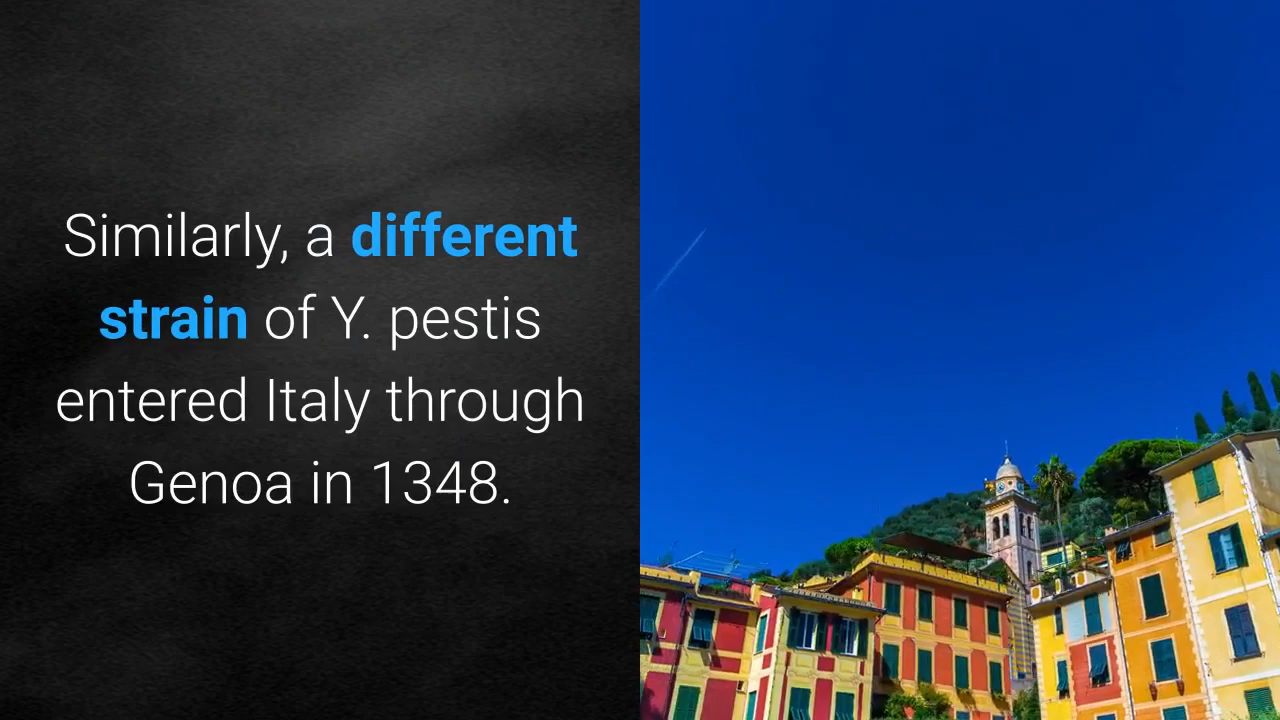 Similarly, a different
strain of Y. pestis
entered Italy through
Genoa in 1348.